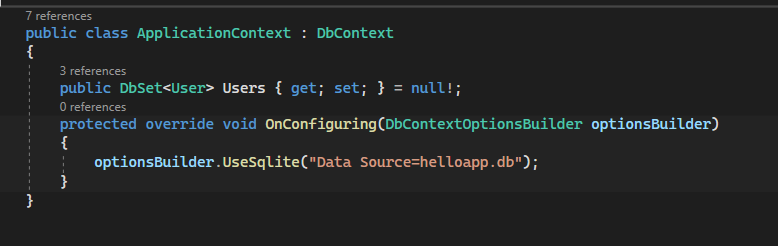 7 references
public class ApplicationContext : DbContext
{
3 references
public DbSet<User> Users { get; set; } = null!;
0 references
protected override void OnConfiguring(DbContextOptionsBuilder optionsBuilder)
{
optionsBuilder.UseSqlite("Data Source=helloapp.db");
}
}